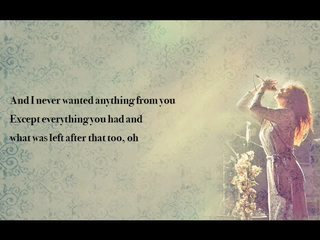 And I never wanted anything from you
Except everything you had and
what was left after that too, oh